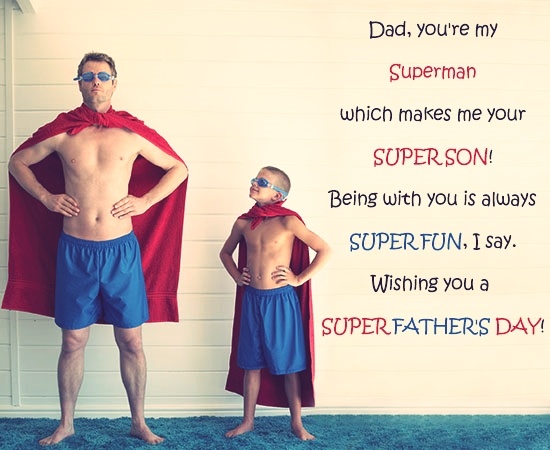 Dad, you're my
Superman
which makes me your
SUPER SON!
Being with you is always
SUPER FUN, I say.
Wishing you a
SUPER FATHER'S DAY!